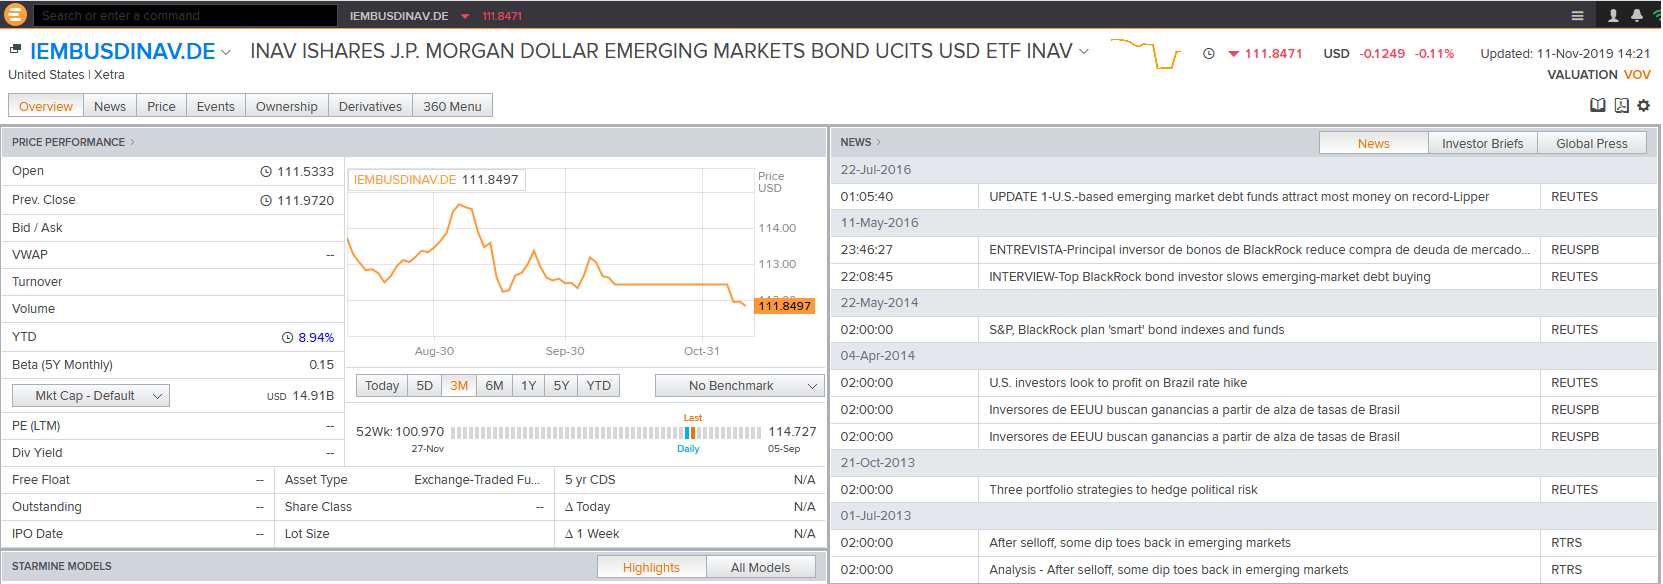 Search or enter a command
IEMBUSDINAV.DE 111.8471
IEMBUSDINAV.DE INAV ISHARES J.P. MORGAN DOLLAR EMERGING MARKETS BOND UCITS USD ETF INAV 111.8471 USD -0.1249 -0.11% Updated: 11-Nov-2019 14:21
United States | Xetra
VALUATION VOV
Overview News Price Events Ownership Derivatives 360 Menu
PRICE PERFORMANCE
Open 111.5333
Prev. Close 111.9720
Bid / Ask
VWAP --
Turnover
Volume
YTD 8.94%
Beta (5Y Monthly) 0.15
Mkt Cap - Default USD 14.91B
PE (LTM) --
Div Yield --
IEMBUSDINAV.DE 111.8497
Price
USD
114.00
113.00
111.8497
Aug-30 Sep-30 Oct-31
Today 5D 3M 6M 1Y 5Y YTD No Benchmark
Last
52Wk: 100.970 114.727
27-Nov Daily 05-Sep
Free Float -- Asset Type Exchange-Traded Fu... 5 yr CDS N/A
Outstanding -- Share Class -- Δ Today N/A
IPO Date -- Lot Size Δ 1 Week N/A
STARMINE MODELS Highlights All Models
NEWS News Investor Briefs Global Press
22-Jul-2016
01:05:40 UPDATE 1-U.S.-based emerging market debt funds attract most money on record-Lipper REUTES
11-May-2016
23:46:27 ENTREVISTA-Principal inversor de bonos de BlackRock reduce compra de deuda de mercado... REUSPB
22:08:45 INTERVIEW-Top BlackRock bond investor slows emerging-market debt buying REUTES
22-May-2014
02:00:00 S&P, BlackRock plan 'smart' bond indexes and funds REUTES
04-Apr-2014
02:00:00 U.S. investors look to profit on Brazil rate hike REUTES
02:00:00 Inversores de EEUU buscan ganancias a partir de alza de tasas de Brasil REUSPB
02:00:00 Inversores de EEUU buscan ganancias a partir de alza de tasas de Brasil REUSPB
21-Oct-2013
02:00:00 Three portfolio strategies to hedge political risk REUTES
01-Jul-2013
02:00:00 After selloff, some dip toes back in emerging markets RTRS
02:00:00 Analysis - After selloff, some dip toes back in emerging markets RTRS